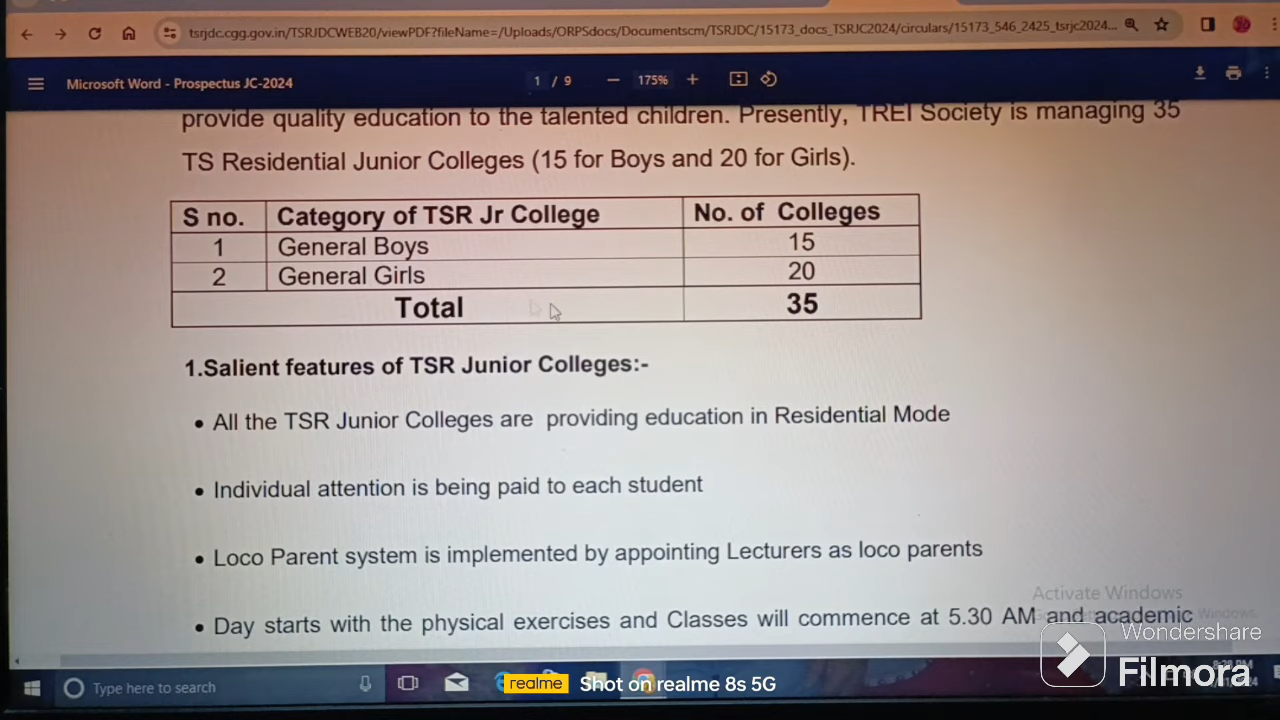 tsrjdc.cgg.gov.in/TSRJDCWEB20/viewPDF?fileName=/Uploads/ORPSdocs/Documentscm/TSRJDC/15173_docs_TSRJC2024/circulars/15173_546_2425_tsrjc2024...
Microsoft Word - Prospectus JC-2024 1 / 9 — 175% +
provide quality education to the talented children. Presently, TREI Society is managing 35
TS Residential Junior Colleges (15 for Boys and 20 for Girls).
S no. Category of TSR Jr College No. of Colleges
1 General Boys 15
2 General Girls 20
Total 35
1.Salient features of TSR Junior Colleges:-
• All the TSR Junior Colleges are providing education in Residential Mode
• Individual attention is being paid to each student
• Loco Parent system is implemented by appointing Lecturers as loco parents
Activate Windows
• Day starts with the physical exercises and Classes will commence at 5.30 AM and academic
Wondershare
Filmora
Type here to search
realme Shot on realme 8s 5G